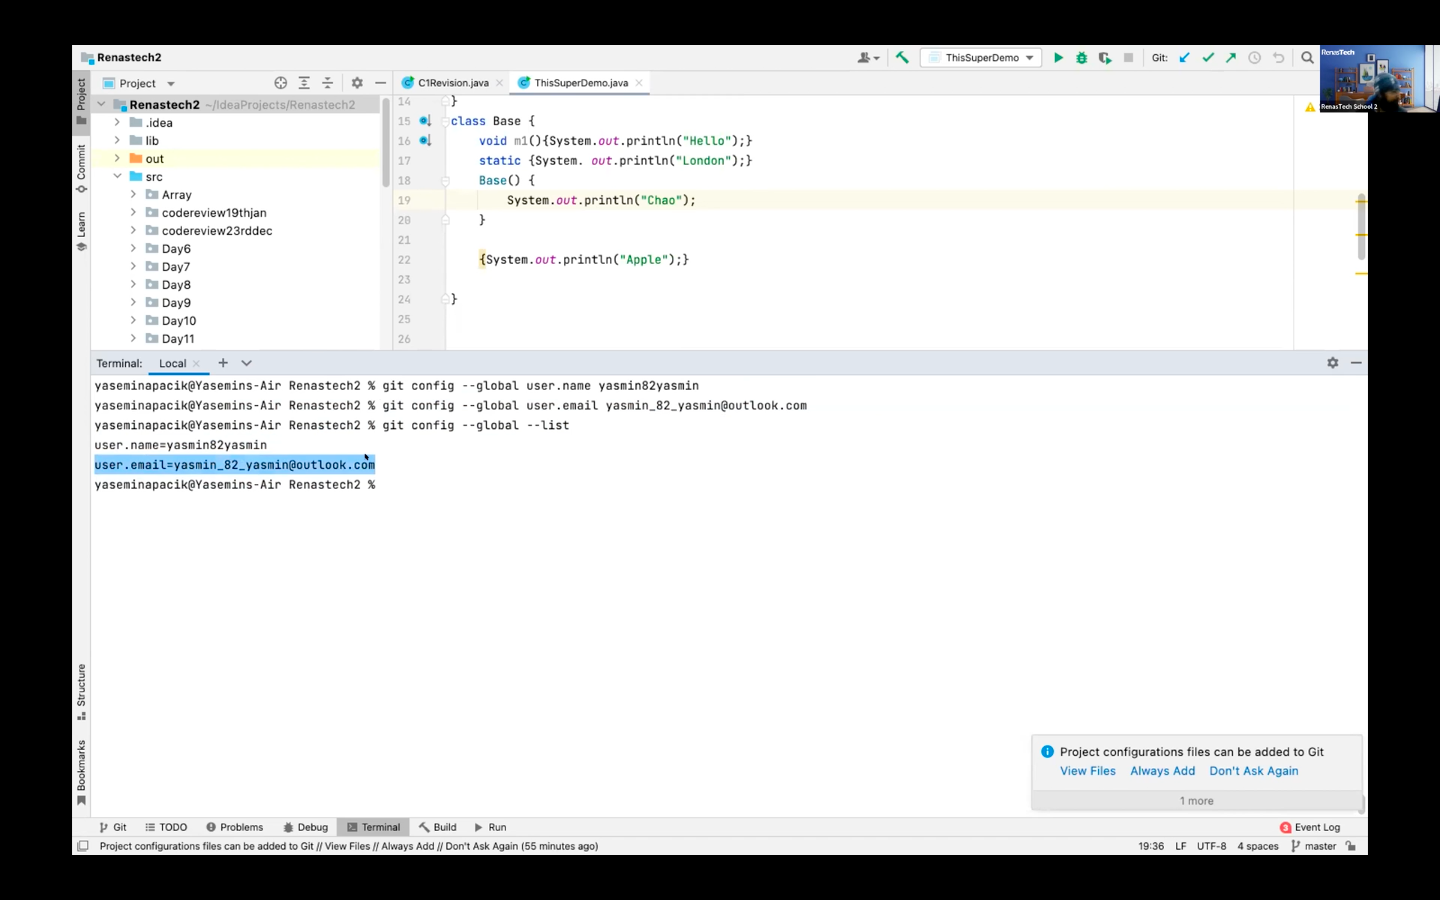 Renastech2
ThisSuperDemo
Git:
RenasTech
RenasTech School 2
Project
Project
C1Revision.java
ThisSuperDemo.java
Renastech2 ~/IdeaProjects/Renastech2
.idea
lib
out
src
Array
codereview19thjan
codereview23rddec
Day6
Day7
Day8
Day9
Day10
Day11
Commit
Learn
Structure
Bookmarks
14 }
15 class Base {
16 void m1(){System.out.println("Hello");}
17 static {System. out.println("London");}
18 Base() {
19 System.out.println("Chao");
20 }
21
22 {System.out.println("Apple");}
23
24 }
25
26
Terminal: Local
yaseminapacik@Yasemins-Air Renastech2 % git config --global user.name yasmin82yasmin
yaseminapacik@Yasemins-Air Renastech2 % git config --global user.email yasmin_82_yasmin@outlook.com
yaseminapacik@Yasemins-Air Renastech2 % git config --global --list
user.name=yasmin82yasmin
user.email=yasmin_82_yasmin@outlook.com
yaseminapacik@Yasemins-Air Renastech2 %
Project configurations files can be added to Git
View Files Always Add Don't Ask Again
1 more
Git TODO Problems Debug Terminal Build Run
3 Event Log
Project configurations files can be added to Git // View Files // Always Add // Don't Ask Again (55 minutes ago)
19:36 LF UTF-8 4 spaces master